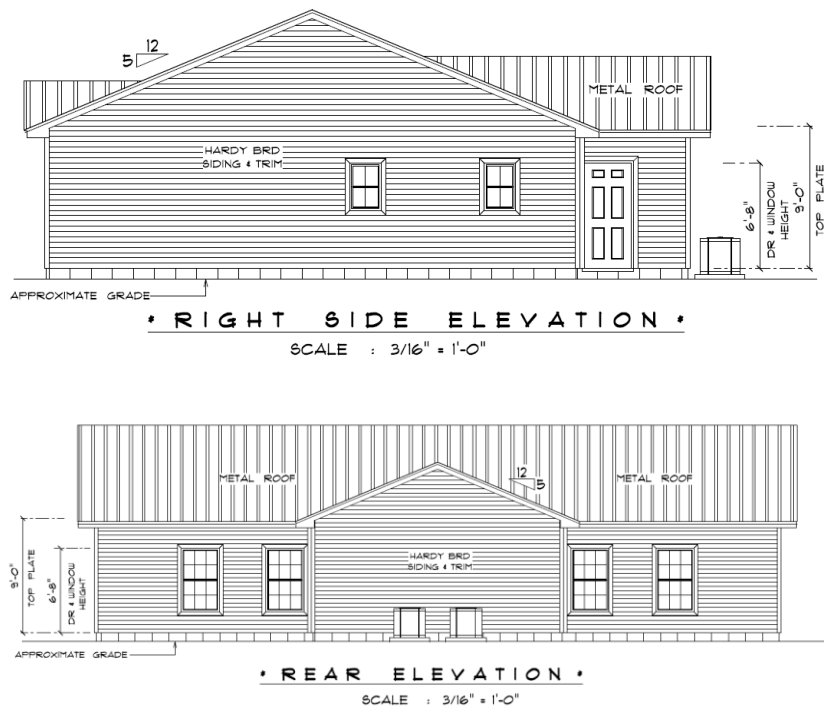 12
5
METAL ROOF
HARDY BRD
SIDING & TRIM
6'-8"
DR & WINDOW
HEIGHT
9'-0"
TOP PLATE
APPROXIMATE GRADE
• RIGHT SIDE ELEVATION •
SCALE : 3/16" = 1'-0"
METAL ROOF
12
5
METAL ROOF
9'-0"
TOP PLATE
6'-8"
DR & WINDOW
HEIGHT
HARDY BRD
SIDING & TRIM
APPROXIMATE GRADE
• REAR ELEVATION •
SCALE : 3/16" = 1'-0"